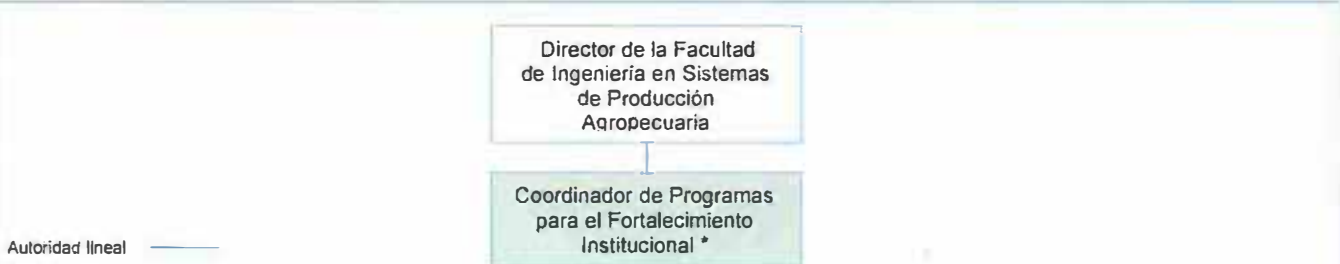 Director de la Facultad
de Ingeniería en Sistemas
de Producción
Agropecuaria
Coordinador de Programas
para el Fortalecimiento
Institucional *
Autoridad lineal